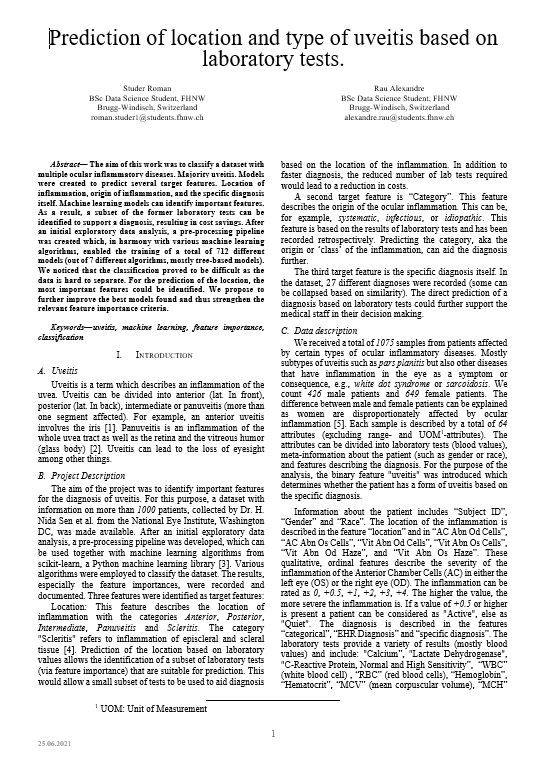 Prediction of location and type of uveitis based on
laboratory tests.
Studer Roman
BSc Data Science Student, FHNW
Brugg-Windisch, Switzerland
roman.studer1@students.fhnw.ch
Rau Alexandre
BSc Data Science Student, FHNW
Brugg-Windisch, Switzerland
alexandre.rau@students.fhnw.ch
Abstract— The aim of this work was to classify a dataset with
multiple ocular inflammatory diseases. Majority uveitis. Models
were created to predict several target features. Location of
inflammation, origin of inflammation, and the specific diagnosis
itself. Machine learning models can identify important features.
As a result, a subset of the former laboratory tests can be
identified to support a diagnosis, resulting in cost savings. After
an initial exploratory data analysis, a pre-processing pipeline
was created which, in harmony with various machine learning
algorithms, enabled the training of a total of 712 different
models (out of 7 different algorithms, mostly tree-based models).
We noticed that the classification proved to be difficult as the
data is hard to separate. For the prediction of the location, the
most important features could be identified. We propose to
further improve the best models found and thus strengthen the
relevant feature importance criteria.
Keywords—uveitis, machine learning, feature importance,
classification
I. INTRODUCTION
A. Uveitis
Uveitis is a term which describes an inflammation of the
uvea. Uveitis can be divided into anterior (lat. In front),
posterior (lat. In back), intermediate or panuveitis (more than
one segment affected). For example, an anterior uveitis
involves the iris [1]. Panuveitis is an inflammation of the
whole uvea tract as well as the retina and the vitreous humor
(glass body) [2]. Uveitis can lead to the loss of eyesight
among other things.
B. Project Description
The aim of the project was to identify important features
for the diagnosis of uveitis. For this purpose, a dataset with
information on more than 1000 patients, collected by Dr. H.
Nida Sen et al. from the National Eye Institute, Washington
DC, was made available. After an initial exploratory data
analysis, a pre-processing pipeline was developed, which can
be used together with machine learning algorithms from
scikit-learn, a Python machine library [3]. Various
algorithms were employed to classify the dataset. The results,
especially the feature importances, were recorded and
documented. Three features were identified as target features:
Location: This feature describes the location of
inflammation with the categories Anterior, Posterior,
Intermediate, Panuveitis and Scleritis. The category
"Scleritis" refers to inflammation of episcleral and scleral
tissue [4]. Prediction of the location based on laboratory
values allows the identification of a subset of laboratory tests
(via feature importance) that are suitable for prediction. This
would allow a small subset of tests to be used to aid diagnosis
based on the location of the inflammation. In addition to
faster diagnosis, the reduced number of lab tests required
would lead to a reduction in costs.
A second target feature is “Category”. This feature
describes the origin of the ocular inflammation. This can be,
for example, systematic, infectious, or idiopathic. This
feature is based on the results of laboratory tests and has been
recorded retrospectively. Predicting the category, aka the
origin or ‘class’ of the inflammation, can aid the diagnosis
further.
The third target feature is the specific diagnosis itself. In
the dataset, 27 different diagnoses were recorded (some can
be collapsed based on similarity). The direct prediction of a
diagnosis based on laboratory tests could further support the
medical staff in their decision making.
C. Data description
We received a total of 1075 samples from patients affected
by certain types of ocular inflammatory diseases. Mostly
subtypes of uveitis such as pars planitis but also other diseases
that have inflammation in the eye as a symptom or
consequence, e.g., white dot syndrome or sarcoidosis. We
count 426 male patients and 649 female patients. The
difference between male and female patients can be explained
as women are disproportionately affected by ocular
inflammation [5]. Each sample is described by a total of 64
attributes (excluding range- and UOM¹-attributes). The
attributes can be divided into laboratory tests (blood values),
meta-information about the patient (such as gender or race),
and features describing the diagnosis. For the purpose of the
analysis, the binary feature "uveitis" was introduced which
determines whether the patient has a form of uveitis based on
the specific diagnosis.
Information about the patient includes “Subject ID”,
“Gender” and “Race”. The location of the inflammation is
described in the feature “location” and in “AC Abn Od Cells”,
“AC Abn Os Cells”, “Vit Abn Od Cells”, “Vit Abn Os Cells”,
“Vit Abn Od Haze”, and “Vit Abn Os Haze”. These
qualitative, ordinal features describe the severity of the
inflammation of the Anterior Chamber Cells (AC) in either the
left eye (OS) or the right eye (OD). The inflammation can be
rated as 0, +0.5, +1, +2, +3, +4. The higher the value, the
more severe the inflammation is. If a value of +0.5 or higher
is present a patient can be considered as "Active", else as
"Quiet". The diagnosis is described in the features
“categorical”, “EHR Diagnosis” and “specific diagnosis”. The
laboratory tests provide a variety of results (mostly blood
values) and include: "Calcium", "Lactate Dehydrogenase",
"C-Reactive Protein, Normal and High Sensitivity", “WBC”
(white blood cell) , “RBC” (red blood cells), “Hemoglobin”,
“Hematocrit”, “MCV” (mean corpuscular volume), “MCH”
¹ UOM: Unit of Measurement
1
25.06.2021